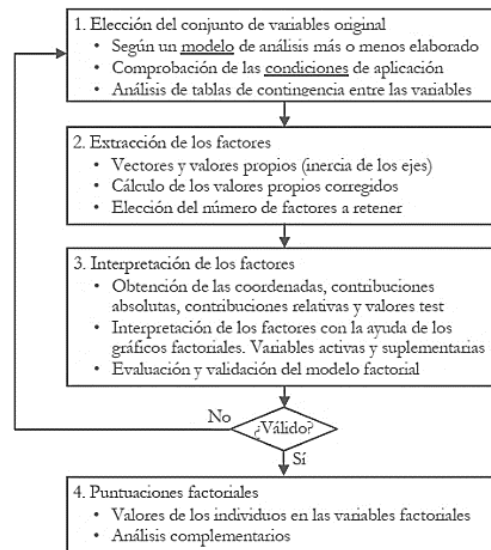 1. Elección del conjunto de variables original
• Según un modelo de análisis más o menos elaborado
• Comprobación de las condiciones de aplicación
• Análisis de tablas de contingencia entre las variables
2. Extracción de los factores
• Vectores y valores propios (inercia de los ejes)
• Cálculo de los valores propios corregidos
• Elección del número de factores a retener
3. Interpretación de los factores
• Obtención de las coordenadas, contribuciones
absolutas, contribuciones relativas y valores test
• Interpretación de los factores con la ayuda de los
gráficos factoriales. Variables activas y suplementarias
• Evaluación y validación del modelo factorial
No
¿Válido?
Sí
4. Puntuaciones factoriales
• Valores de los individuos en las variables factoriales
• Análisis complementarios